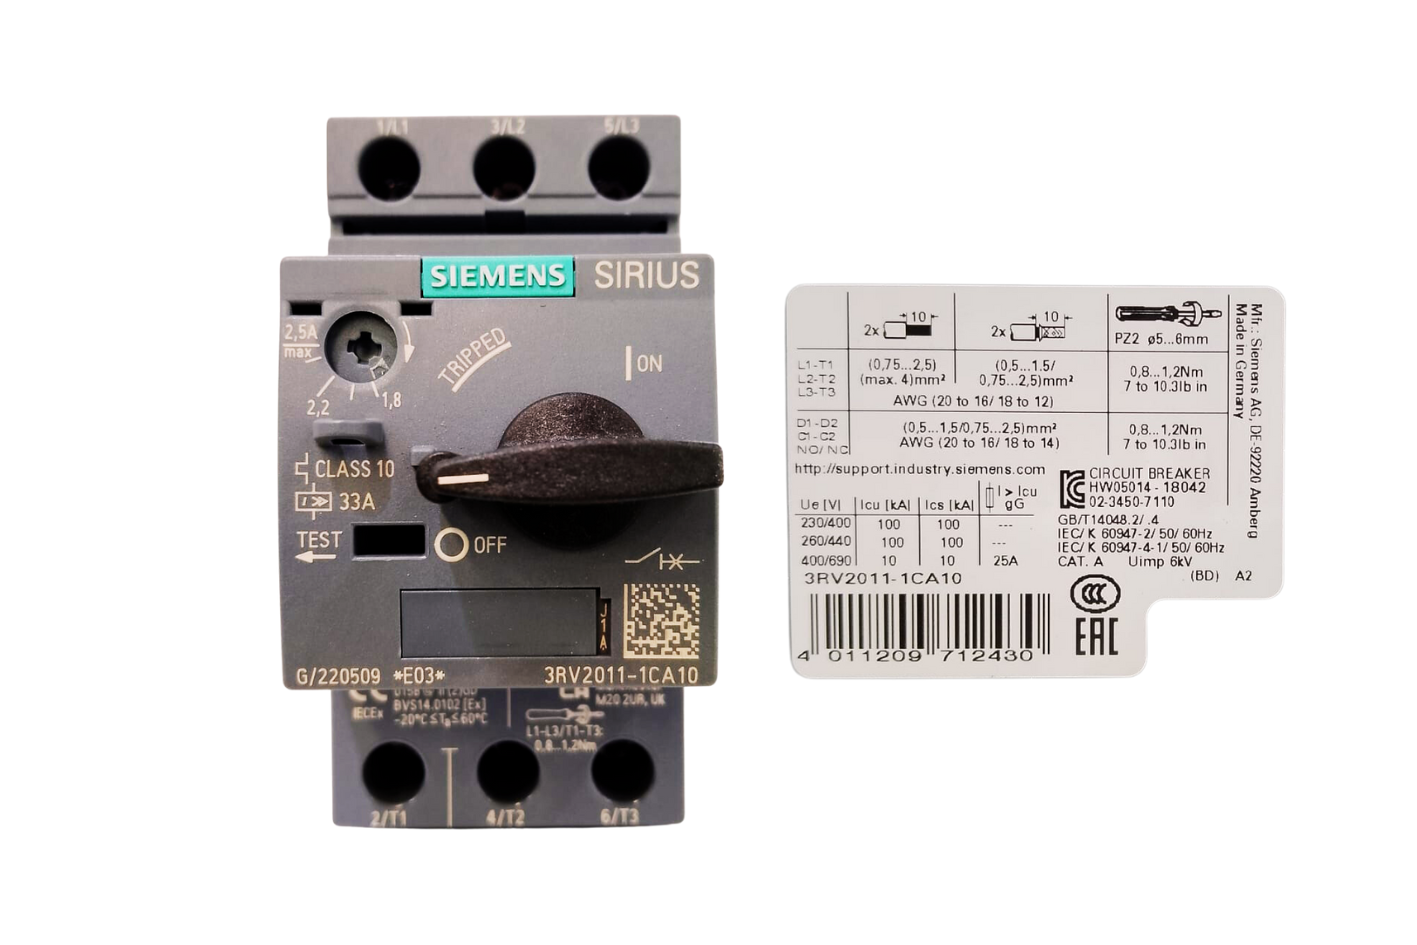 1/L1 3/L2 5/L3
SIEMENS SIRIUS
2,5A
max
2,2 1,8
TRIPPED
ON
CLASS 10
I >> 33A
TEST
OFF
J1A
G/220509 *E03* 3RV2011-1CA10
BVS14.0102 [Ex]
IECEx
M20 2UR, UK
L1-L3/T1-T3:
0,8...1,2Nm
2/T1 4/T2 6/T3
10 10
2x 2x
PZ2 ø5...6mm
L1-T1
L2-T2
L3-T3
(0,75...2,5)
(max. 4)mm²
(0,5...1.5/
0,75...2,5)mm²
AWG (20 to 16/ 18 to 12)
0,8...1,2Nm
7 to 10.3lb in
D1-D2
C1-C2
NO/ NC
(0,5...1,5/0,75...2,5)mm²
AWG (20 to 16/ 18 to 14)
0,8...1,2Nm
7 to 10.3lb in
http://support.industry.siemens.com
Ue [V] Icu [kA] Ics [kA] I > Icu
gG
230/400 100 100 ---
260/440 100 100 ---
400/690 10 10 25A
3RV2011-1CA10
4 011209 712430
CIRCUIT BREAKER
HW05014 - 18042
02-3450-7110
GB/T14048.2/ .4
IEC/ K 60947-2/ 50/ 60Hz
IEC/ K 60947-4-1/ 50/ 60Hz
CAT. A Uimp 6kV
(BD) A2
CCC
EAC
Mfr.: Siemens AG, DE-92220 Amberg
Made in Germany